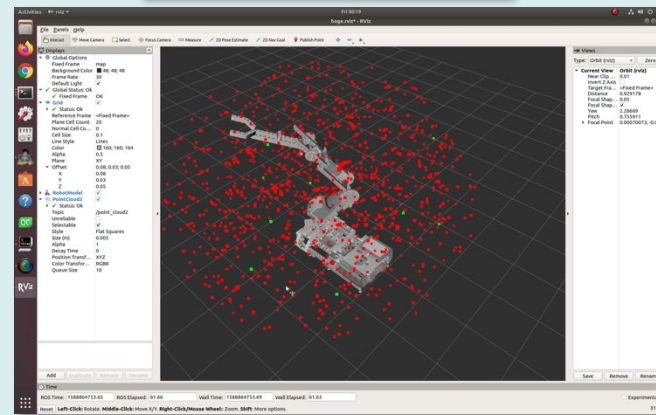 Activities
rviz
Fri 00:19
hoge.rviz* - RViz
File Panels Help
Interact Move Camera Select Focus Camera Measure 2D Pose Estimate 2D Nav Goal Publish Point
Displays
Global Options
Fixed Frame map
Background Color 48; 48; 48
Frame Rate 30
Default Light
Global Status: Ok
Fixed Frame OK
Grid
Status: Ok
Reference Frame <Fixed Frame>
Plane Cell Count 20
Normal Cell Co... 0
Cell Size 0.1
Line Style Lines
Color 160; 160; 164
Alpha 0.5
Plane XY
Offset 0.08; 0.03; 0.05
X 0.08
Y 0.03
Z 0.05
RobotModel
PointCloud2
Status: Ok
Topic /point_cloud2
Unreliable
Selectable
Style Flat Squares
Size (m) 0.005
Alpha 1
Decay Time 0
Position Transf... XYZ
Color Transfor... RGB8
Queue Size 10
Add Duplicate Remove Rename
Views
Type: Orbit (rviz) Zero
Current View Orbit (rviz)
Near Clip ... 0.01
Invert Z Axis
Target Fra... <Fixed Frame>
Distance 0.929178
Focal Shap... 0.05
Focal Shap...
Yaw 2.28669
Pitch 0.755911
Focal Point 0.00070073; -0.0
Save Remove Renam
Time
ROS Time: 1588864753.65 ROS Elapsed: 61.66 Wall Time: 1588864753.69 Wall Elapsed: 61.63 Experimenta
Reset Left-Click: Rotate. Middle-Click: Move X/Y. Right-Click/Mouse Wheel: Zoom. Shift: More options. 31
RViz